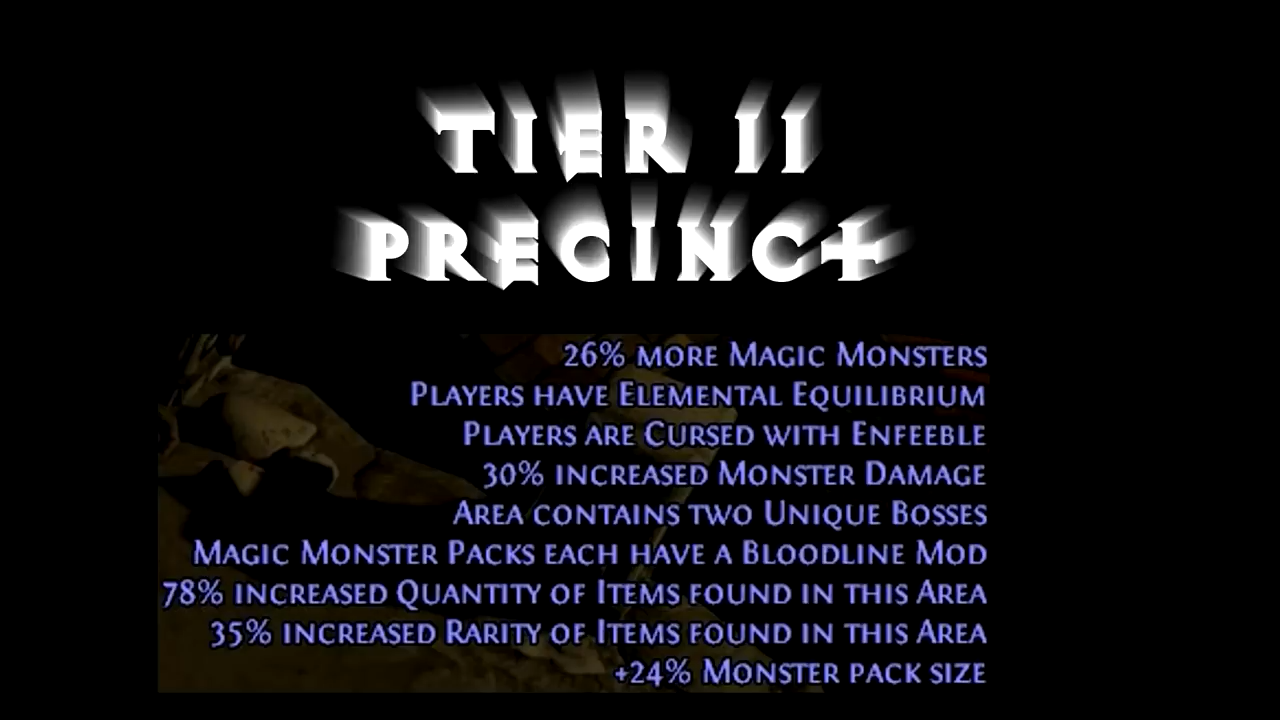 TIER 11
PRECINCT
26% MORE MAGIC MONSTERS
PLAYERS HAVE ELEMENTAL EQUILIBRIUM
PLAYERS ARE CURSED WITH ENFEEBLE
30% INCREASED MONSTER DAMAGE
AREA CONTAINS TWO UNIQUE BOSSES
MAGIC MONSTER PACKS EACH HAVE A BLOODLINE MOD
78% INCREASED QUANTITY OF ITEMS FOUND IN THIS AREA
35% INCREASED RARITY OF ITEMS FOUND IN THIS AREA
+24% MONSTER PACK SIZE